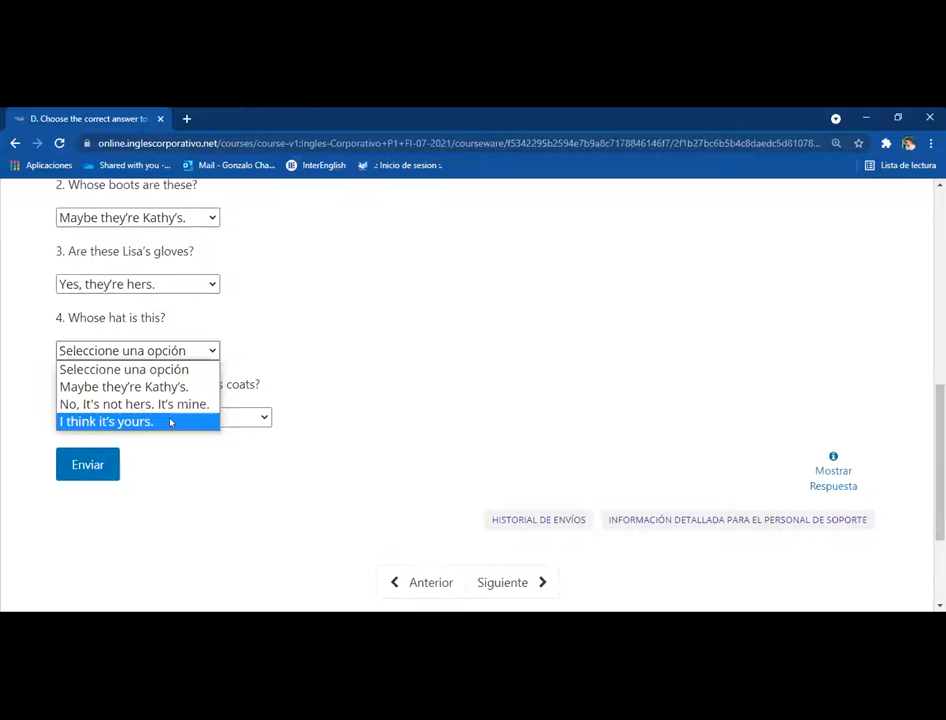 D. Choose the correct answer to
online.inglescorporativo.net/courses/course-v1:Ingles-Corporativo+P1+FI-07-2021/courseware/f5342295b2594e7b9a8c7178846146f7/2f1b27bc6b5b4c8daedc5d81078...
Aplicaciones
Shared with you -...
Mail - Gonzalo Cha...
InterEnglish
.: Inicio de sesion :.
Lista de lectura
2. Whose boots are these?
Maybe they're Kathy's.
3. Are these Lisa's gloves?
Yes, they're hers.
4. Whose hat is this?
Seleccione una opción
Seleccione una opción
Maybe they're Kathy's.
s coats?
No, It's not hers. It's mine.
I think it's yours.
Enviar
Mostrar
Respuesta
HISTORIAL DE ENVÍOS
INFORMACIÓN DETALLADA PARA EL PERSONAL DE SOPORTE
Anterior
Siguiente